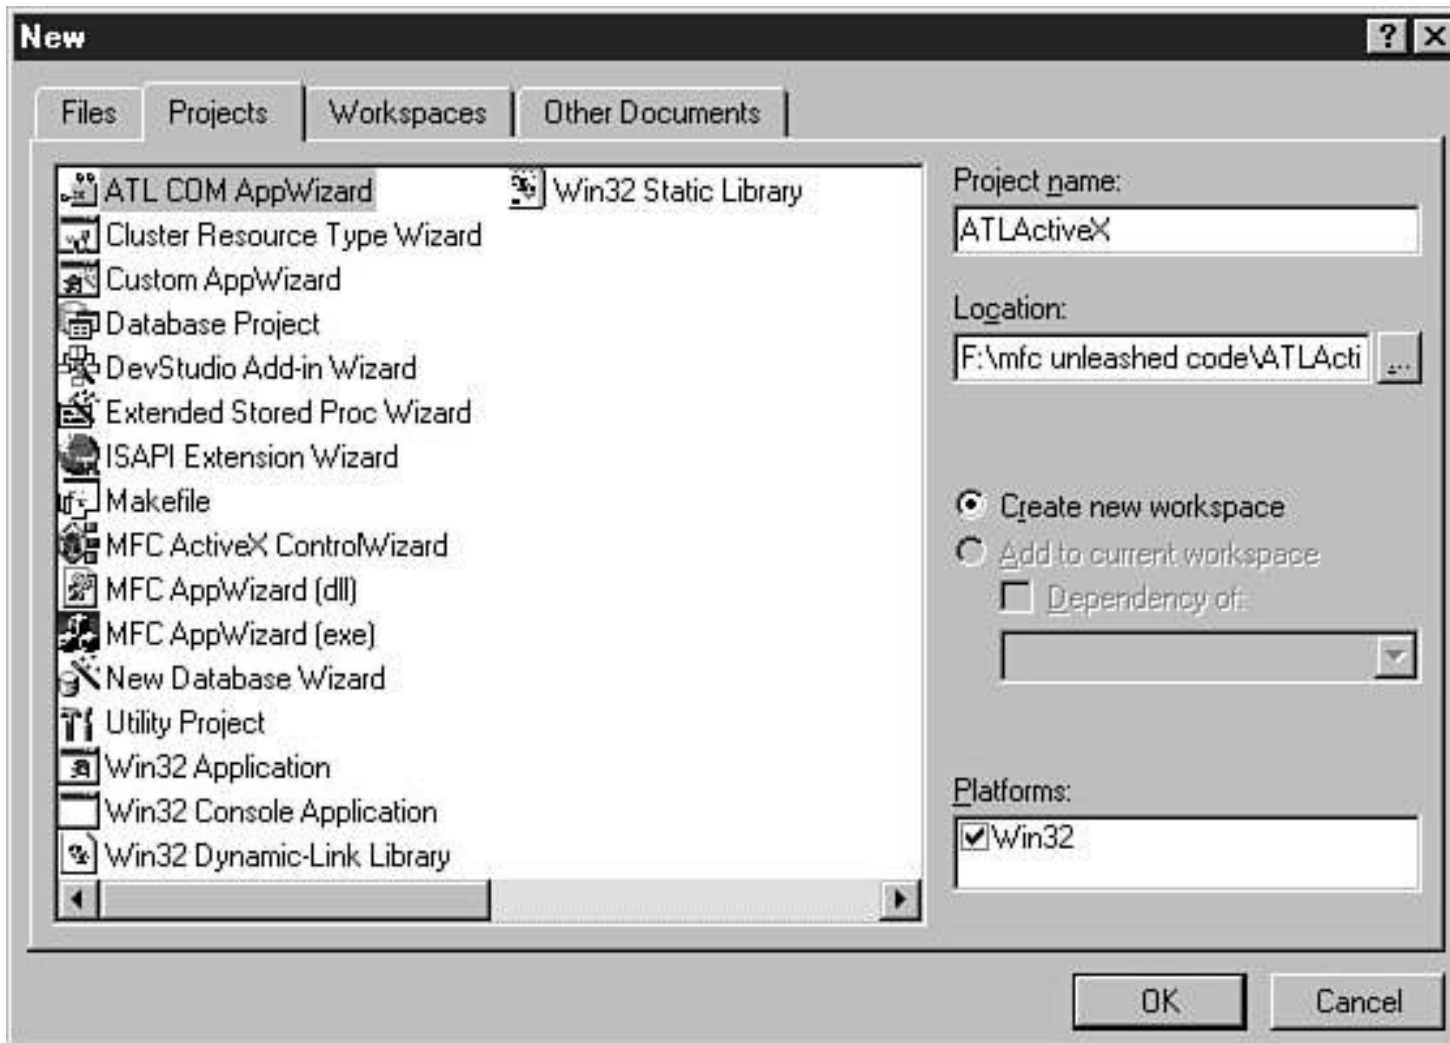 New
Files Projects Workspaces Other Documents
ATL COM AppWizard
Cluster Resource Type Wizard
Custom AppWizard
Database Project
DevStudio Add-in Wizard
Extended Stored Proc Wizard
ISAPI Extension Wizard
Makefile
MFC ActiveX ControlWizard
MFC AppWizard (dll)
MFC AppWizard (exe)
New Database Wizard
Utility Project
Win32 Application
Win32 Console Application
Win32 Dynamic-Link Library
Win32 Static Library
Project name:
ATLActiveX
Location:
F:\mfc unleashed code\ATLActi
...
Create new workspace
Add to current workspace
Dependency of:
Platforms:
Win32
OK Cancel